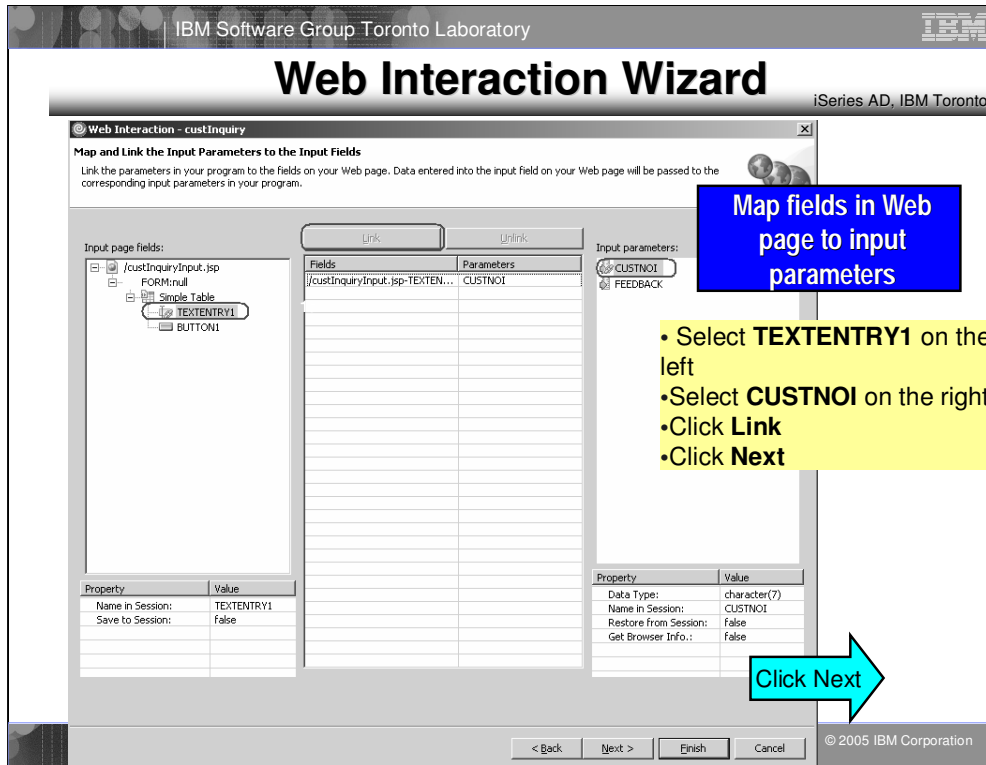 IBM Software Group Toronto Laboratory
IBM
Web Interaction Wizard
iSeries AD, IBM Toronto
Web Interaction - custInquiry
Map and Link the Input Parameters to the Input Fields
Link the parameters in your program to the fields on your Web page. Data entered into the input field on your Web page will be passed to the
corresponding input parameters in your program.
Map fields in Web
page to input
parameters
Link Unlink
Input page fields:
/custInquiryInput.jsp
FORM:null
Simple Table
TEXTENTRY1
BUTTON1
Fields Parameters
/custInquiryInput.jsp-TEXTEN... CUSTNOI
Input parameters:
CUSTNOI
FEEDBACK
• Select TEXTENTRY1 on the
left
•Select CUSTNOI on the right
•Click Link
•Click Next
Property Value
Name in Session: TEXTENTRY1
Save to Session: false
Property Value
Data Type: character(7)
Name in Session: CUSTNOI
Restore from Session: false
Get Browser Info.: false
Click Next
< Back Next > Finish Cancel
© 2005 IBM Corporation